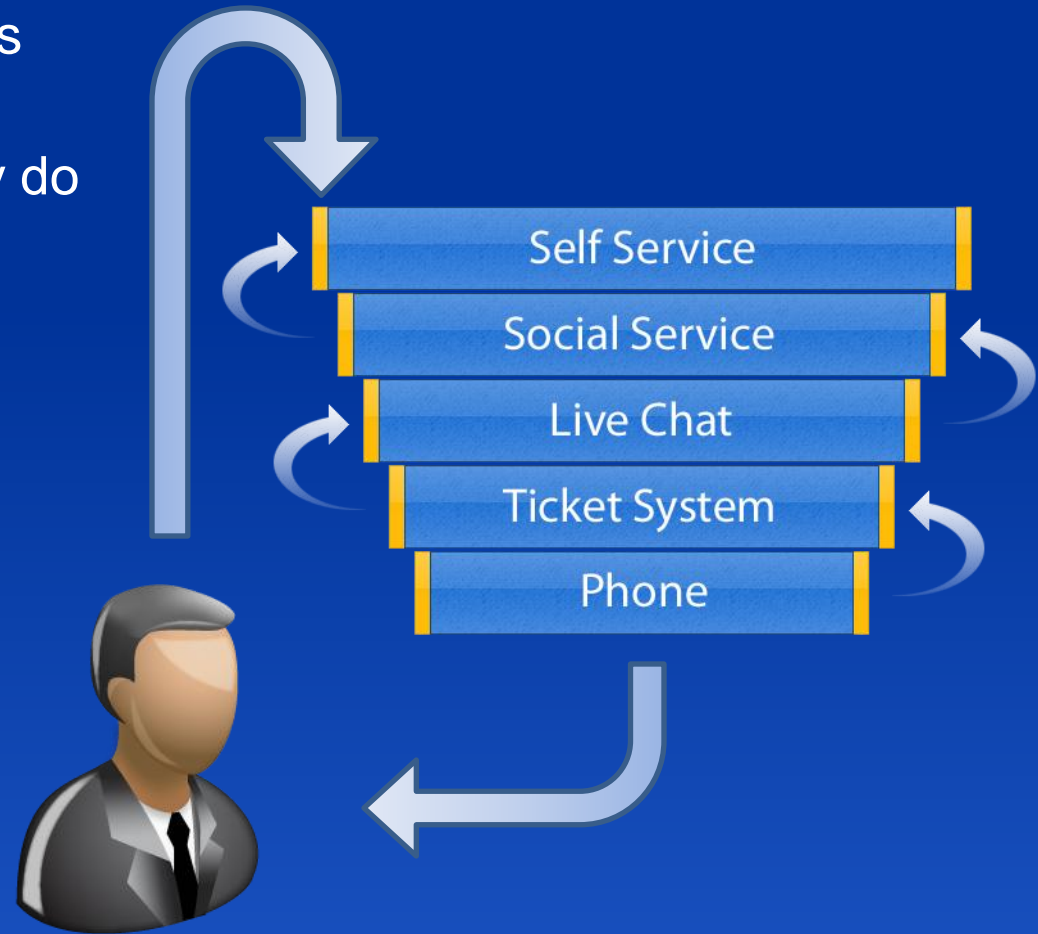 s
y do
Self Service
Social Service
Live Chat
Ticket System
Phone